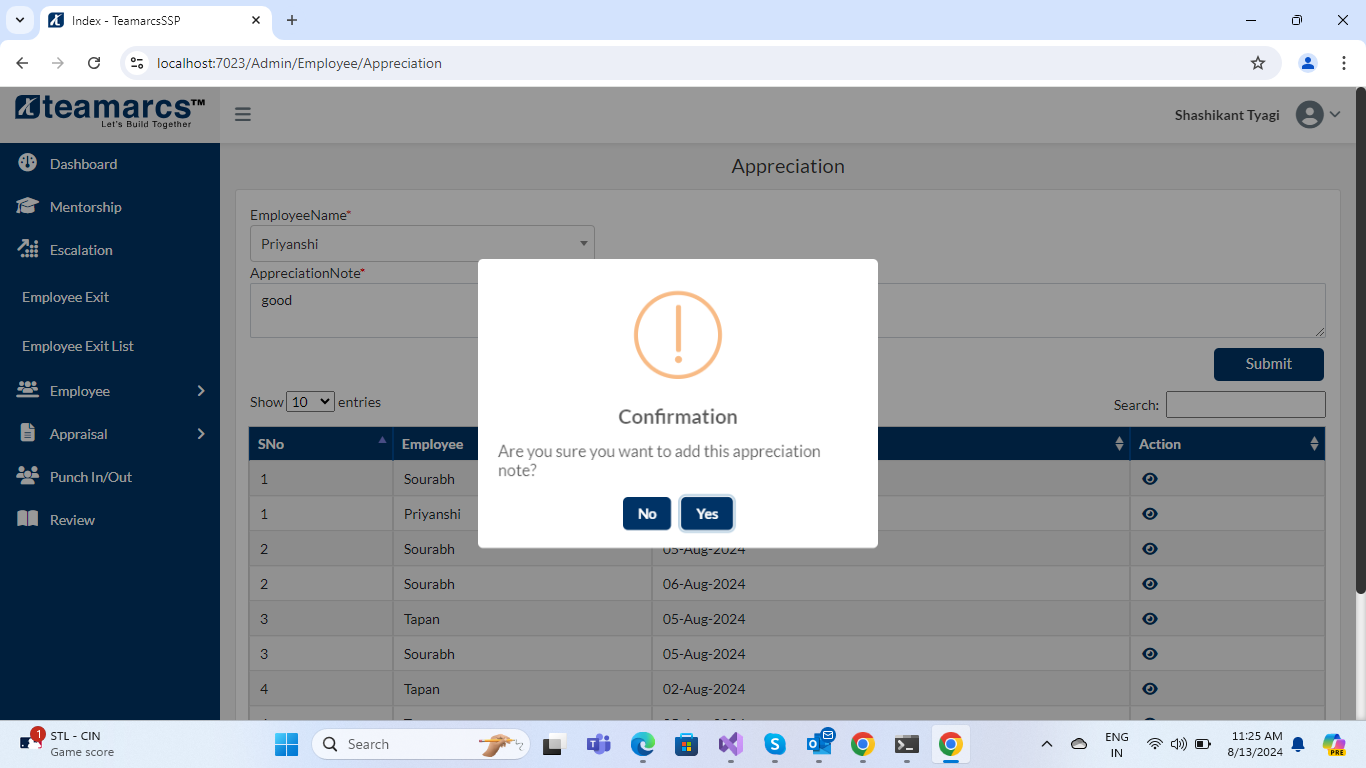 Index - TeamarcsSSP
localhost:7023/Admin/Employee/Appreciation
teamarcs™
Let's Build Together
Shashikant Tyagi
Dashboard
Mentorship
Escalation
Employee Exit
Employee Exit List
Employee
Appraisal
Punch In/Out
Review
Appreciation
EmployeeName*
Priyanshi
AppreciationNote*
good
Submit
Show 10 entries
Search:
SNo Employee Action
1 Sourabh
1 Priyanshi
2 Sourabh 05-Aug-2024
2 Sourabh 06-Aug-2024
3 Tapan 05-Aug-2024
3 Sourabh 05-Aug-2024
4 Tapan 02-Aug-2024
!
Confirmation
Are you sure you want to add this appreciation
note?
No Yes
1
STL - CIN
Game score
Search
ENG
IN
11:25 AM
8/13/2024
PRE